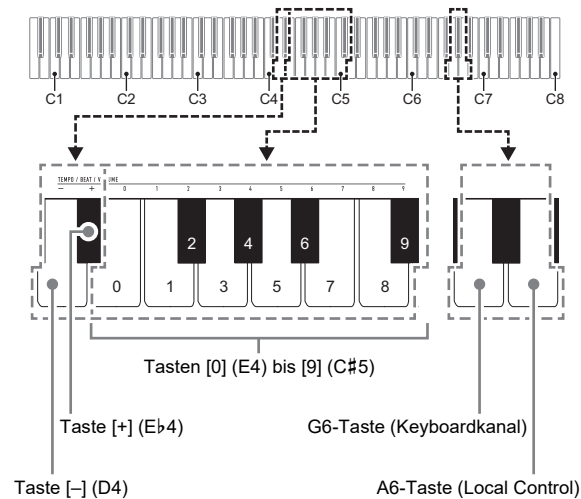 C1 C2 C3 C4 C5 C6 C7 C8
TEMPO / BEAT / V UME
− + 0 1 2 3 4 5 6 7 8 9
2 4 6 9
0 1 3 5 7 8
Tasten [0] (E4) bis [9] (C♯5)
Taste [+] (E♭4) G6-Taste (Keyboardkanal)
Taste [–] (D4) A6-Taste (Local Control)